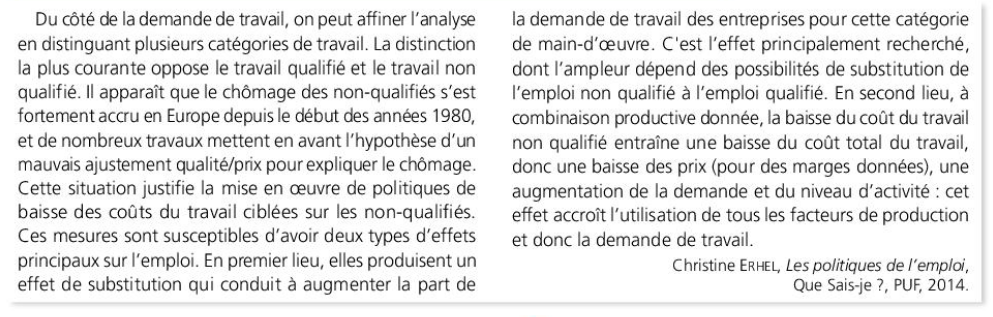 Du côté de la demande de travail, on peut affiner l’analyse
en distinguant plusieurs catégories de travail. La distinction
la plus courante oppose le travail qualifié et le travail non
qualifié. Il apparaît que le chômage des non-qualifiés s’est
fortement accru en Europe depuis le début des années 1980,
et de nombreux travaux mettent en avant l’hypothèse d’un
mauvais ajustement qualité/prix pour expliquer le chômage.
Cette situation justifie la mise en œuvre de politiques de
baisse des coûts du travail ciblées sur les non-qualifiés.
Ces mesures sont susceptibles d’avoir deux types d’effets
principaux sur l’emploi. En premier lieu, elles produisent un
effet de substitution qui conduit à augmenter la part de
la demande de travail des entreprises pour cette catégorie
de main-d’œuvre. C'est l’effet principalement recherché,
dont l’ampleur dépend des possibilités de substitution de
l’emploi non qualifié à l’emploi qualifié. En second lieu, à
combinaison productive donnée, la baisse du coût du travail
non qualifié entraîne une baisse du coût total du travail,
donc une baisse des prix (pour des marges données), une
augmentation de la demande et du niveau d’activité : cet
effet accroît l’utilisation de tous les facteurs de production
et donc la demande de travail.
Christine ERHEL, Les politiques de l’emploi,
Que Sais-je ?, PUF, 2014.